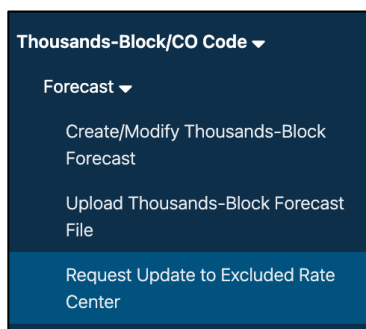 Thousands-Block/CO Code
Forecast
Create/Modify Thousands-Block
Forecast
Upload Thousands-Block Forecast
File
Request Update to Excluded Rate
Center